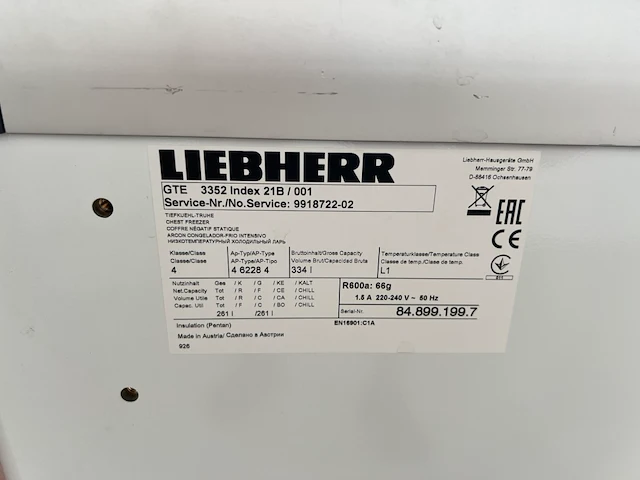 LIEBHERR
Liebherr-Hausgeräte GmbH
Memminger Str. 77-79
D-88416 Ochsenhausen
GTE 3352 Index 21B / 001
Service-Nr./No.Service: 9918722-02
TIEFKUEHL-TRUHE
CHEST FREEZER
COFFRE NEGATIF STATIQUE
ARCON CONGELADOR-FRIO INTENSIVO
НИЗКОТЕМПЕРАТУРНЫЙ ХОЛОДИЛЬНЫЙ ЛАРЬ
EAC
CE
Klasse/Class Ap-Typ/AP-Type Bruttoinhalt/Gross Capacity Temperaturklasse/Temperature Class
Classe/Clase AP-Type/AP-Tipo Volume Brut/Capacidad Bruta Classe de temp./Clase de temp.
4 4 6228 4 334 l L1
011
Nutzinhalt Ges / K / G / KE / KALT
Net.Capacity Tot / F / C / CE / CHILL
Volume Utile Tot / R / C / CA / CHILL
Capac. Util Tot / F / C / BO / CHILL
261 l /261 l
R600a: 66g
1.5 A 220-240 V ~ 50 Hz
Serial-Nr. 84.899.199.7
Insulation (Pentan) EN16901:C1A
Made in Austria/Сделано в Австрии
926